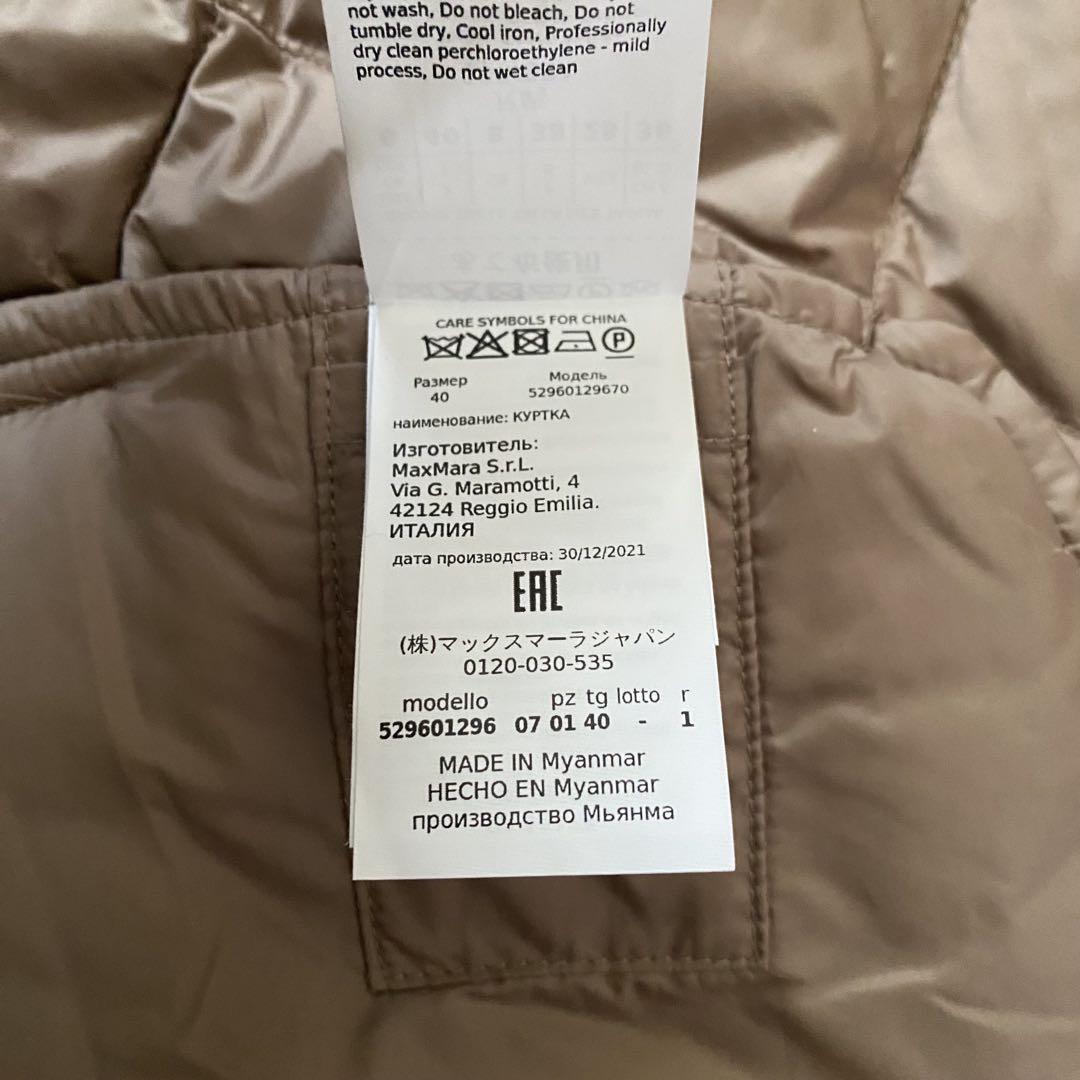 not wash, Do not bleach, Do not
tumble dry, Cool iron, Professionally
dry clean perchloroethylene - mild
process, Do not wet clean
CARE SYMBOLS FOR CHINA
P
Размер Модель
40 52960129670
наименование: КУРТКА
Изготовитель:
MaxMara S.r.L.
Via G. Maramotti, 4
42124 Reggio Emilia.
ИТАЛИЯ
дата производства: 30/12/2021
EAC
(株)マックスマーラジャパン
0120-030-535
modello pz tg lotto r
529601296 07 01 40 - 1
MADE IN Myanmar
HECHO EN Myanmar
производство Мьянма